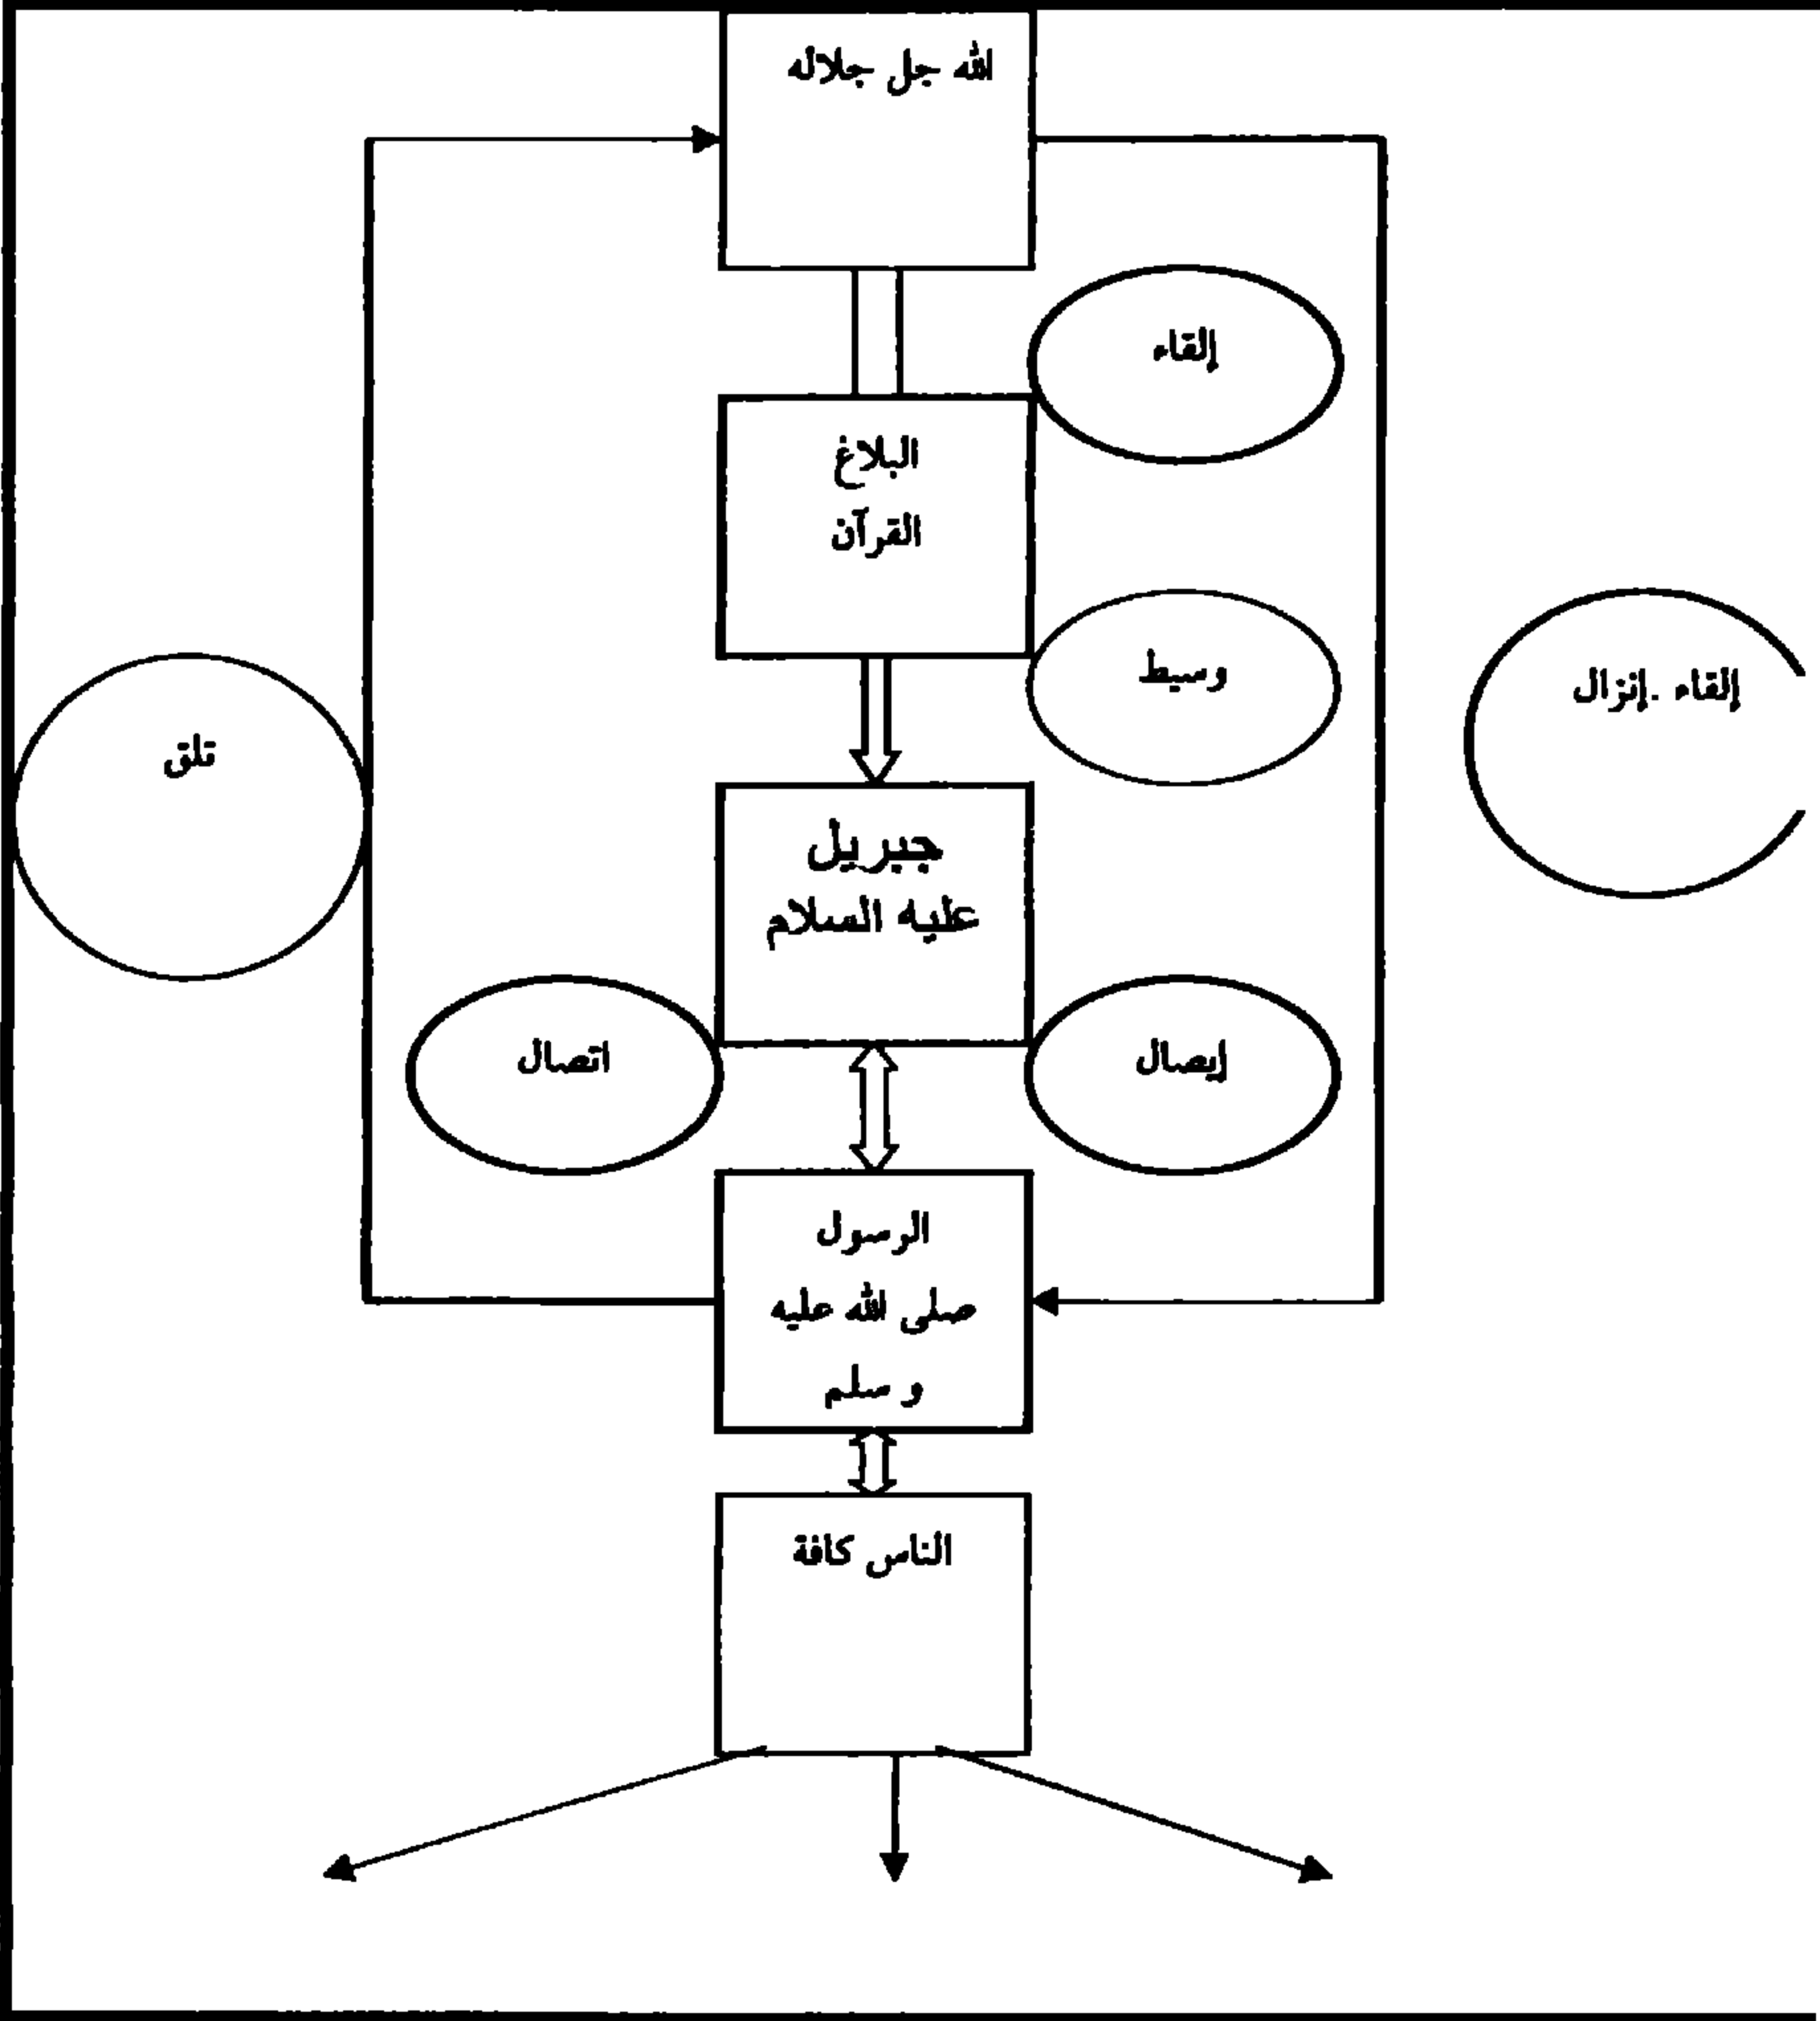 الله جل جلاله
إلقاء
البلاغ
القرآن
وسيط
إلقاء .إنزال
تلق
جبريل
عليه السلام
إيصال
اتصال
الرسول
صلى الله عليه
وسلم
الناس كافة